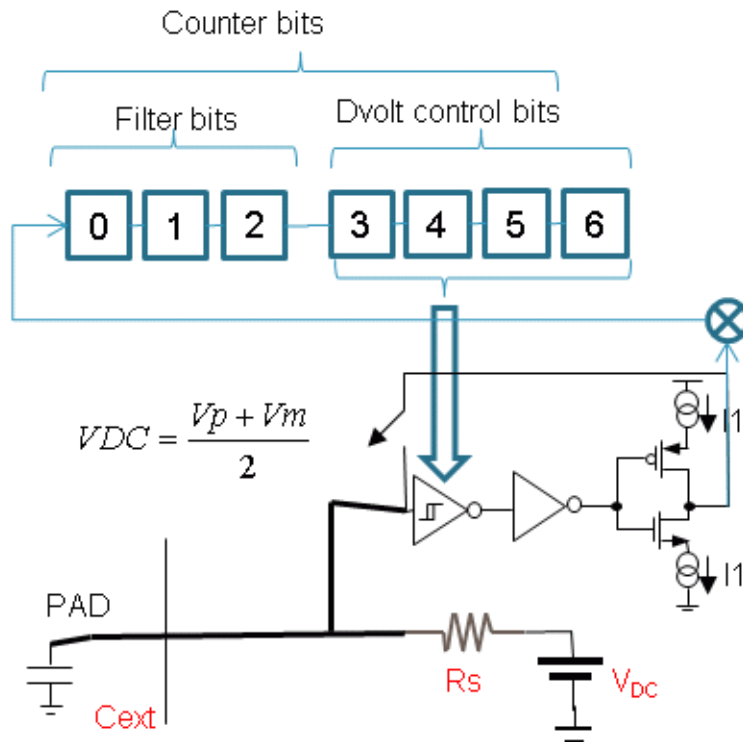 Counter bits
Filter bits
Dvolt control bits
0 1 2 3 4 5 6
I1
VDC = (Vp + Vm) / 2
I1
PAD
Rs
VDC
Cext